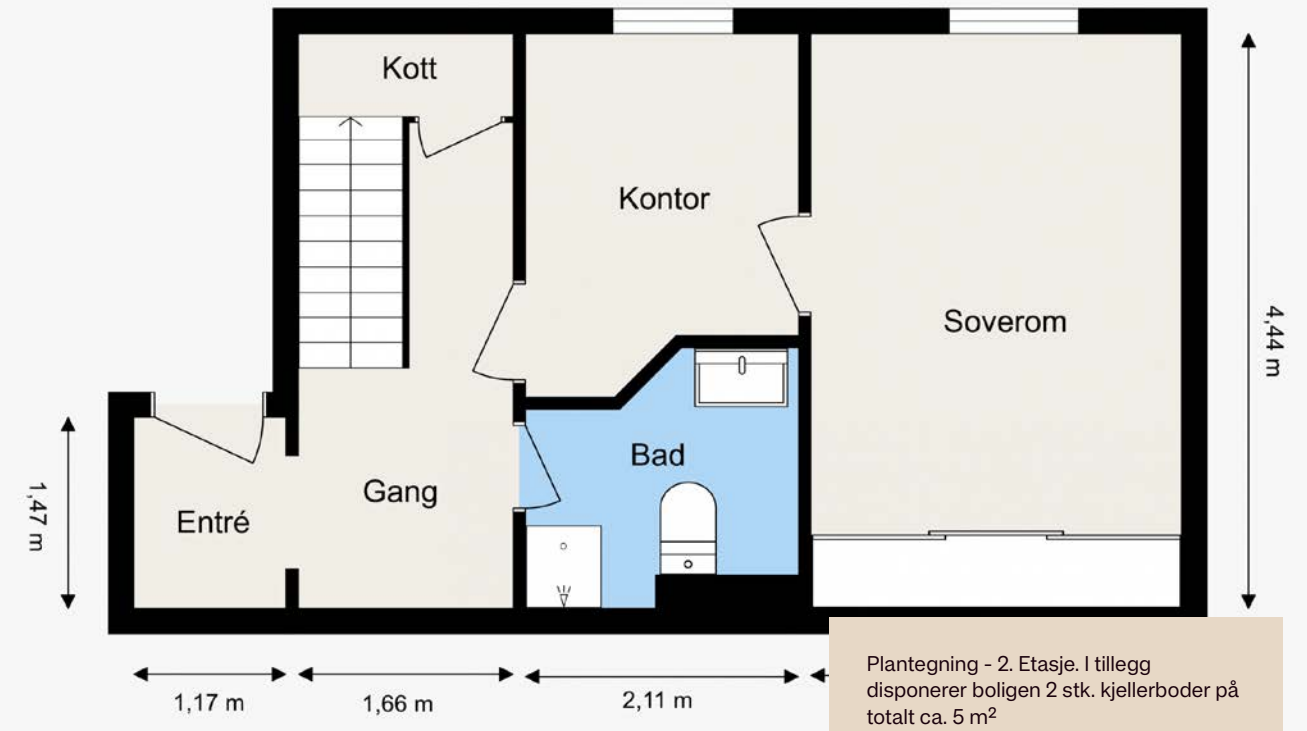 Kott
Kontor
Soverom
4,44 m
Bad
Gang
Entré
1,47 m
1,17 m
1,66 m
2,11 m
Plantegning - 2. Etasje. I tillegg
disponerer boligen 2 stk. kjellerboder på
totalt ca. 5 m²